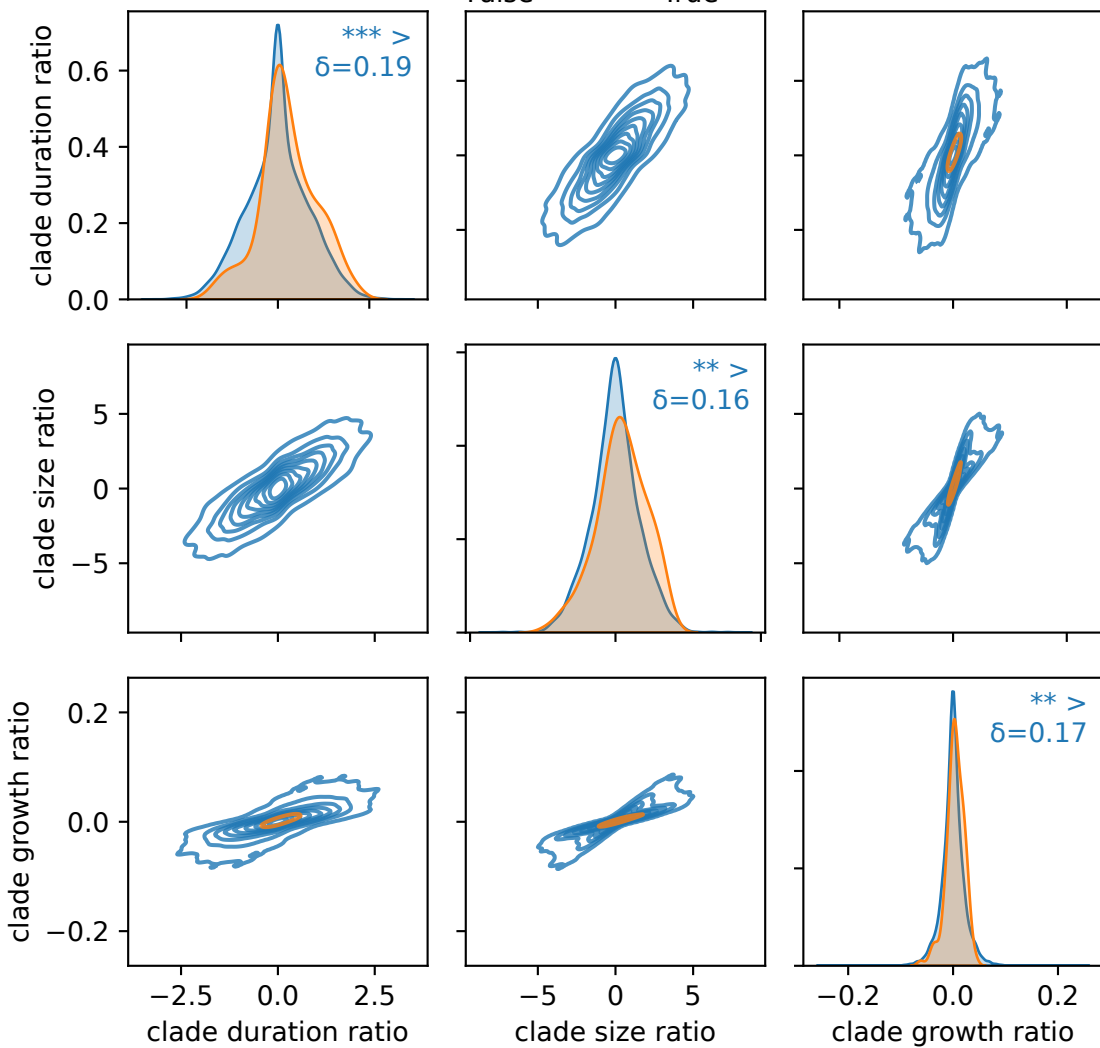 *** >
δ=0.19
0.6
0.4
0.2
0.0
clade duration ratio
** >
δ=0.16
5
0
−5
clade size ratio
** >
δ=0.17
0.2
0.0
−0.2
clade growth ratio
−2.5 0.0 2.5
−5 0 5
−0.2 0.0 0.2
clade duration ratio
clade size ratio
clade growth ratio